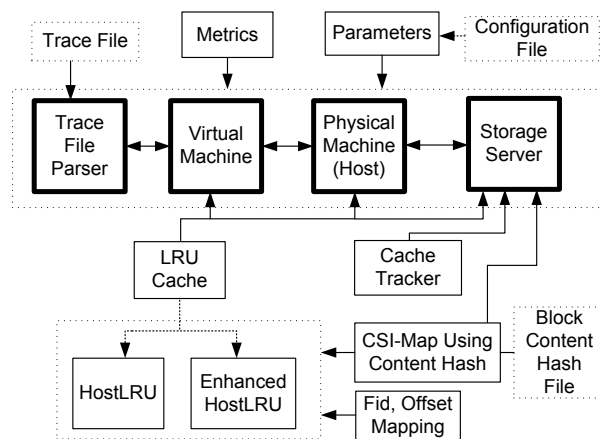 Trace File
Metrics
Parameters
Configuration
File
Trace
File
Parser
Virtual
Machine
Physical
Machine
(Host)
Storage
Server
LRU
Cache
Cache
Tracker
HostLRU
Enhanced
HostLRU
CSI-Map Using
Content Hash
Block
Content
Hash
File
Fid, Offset
Mapping